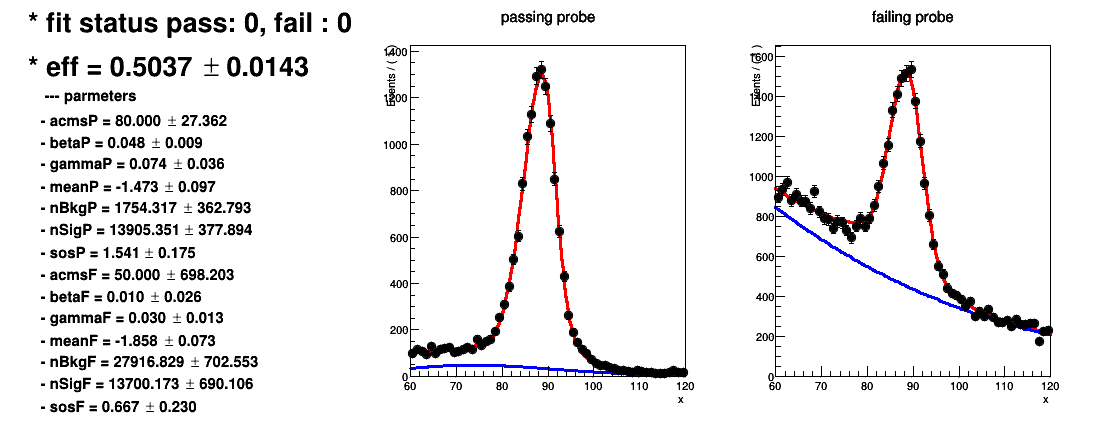 * fit status pass: 0, fail : 0
* eff = 0.5037 ± 0.0143
--- parmeters
- acmsP = 80.000 ± 27.362
- betaP = 0.048 ± 0.009
- gammaP = 0.074 ± 0.036
- meanP = -1.473 ± 0.097
- nBkgP = 1754.317 ± 362.793
- nSigP = 13905.351 ± 377.894
- sosP = 1.541 ± 0.175
- acmsF = 50.000 ± 698.203
- betaF = 0.010 ± 0.026
- gammaF = 0.030 ± 0.013
- meanF = -1.858 ± 0.073
- nBkgF = 27916.829 ± 702.553
- nSigF = 13700.173 ± 690.106
- sosF = 0.667 ± 0.230
passing probe
1400
1200
1000
800
600
400
200
0
60 70 80 90 100 110 120
x
failing probe
1600
1400
1200
1000
800
600
400
200
0
60 70 80 90 100 110 120
x